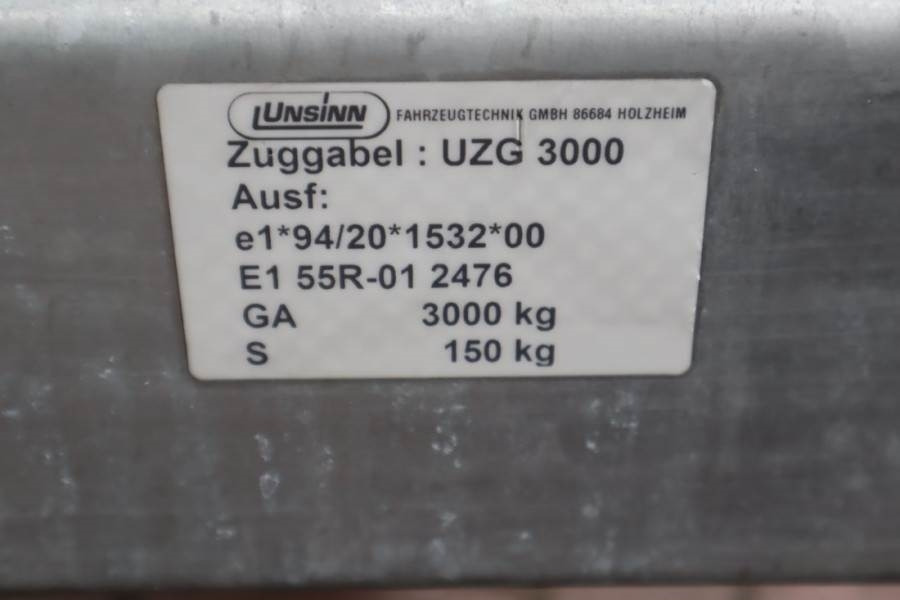 UNSINN FAHRZEUGTECHNIK GMBH 86684 HOLZHEIM
Zuggabel : UZG 3000
Ausf:
e1*94/20*1532*00
E1 55R-01 2476
GA 3000 kg
S 150 kg